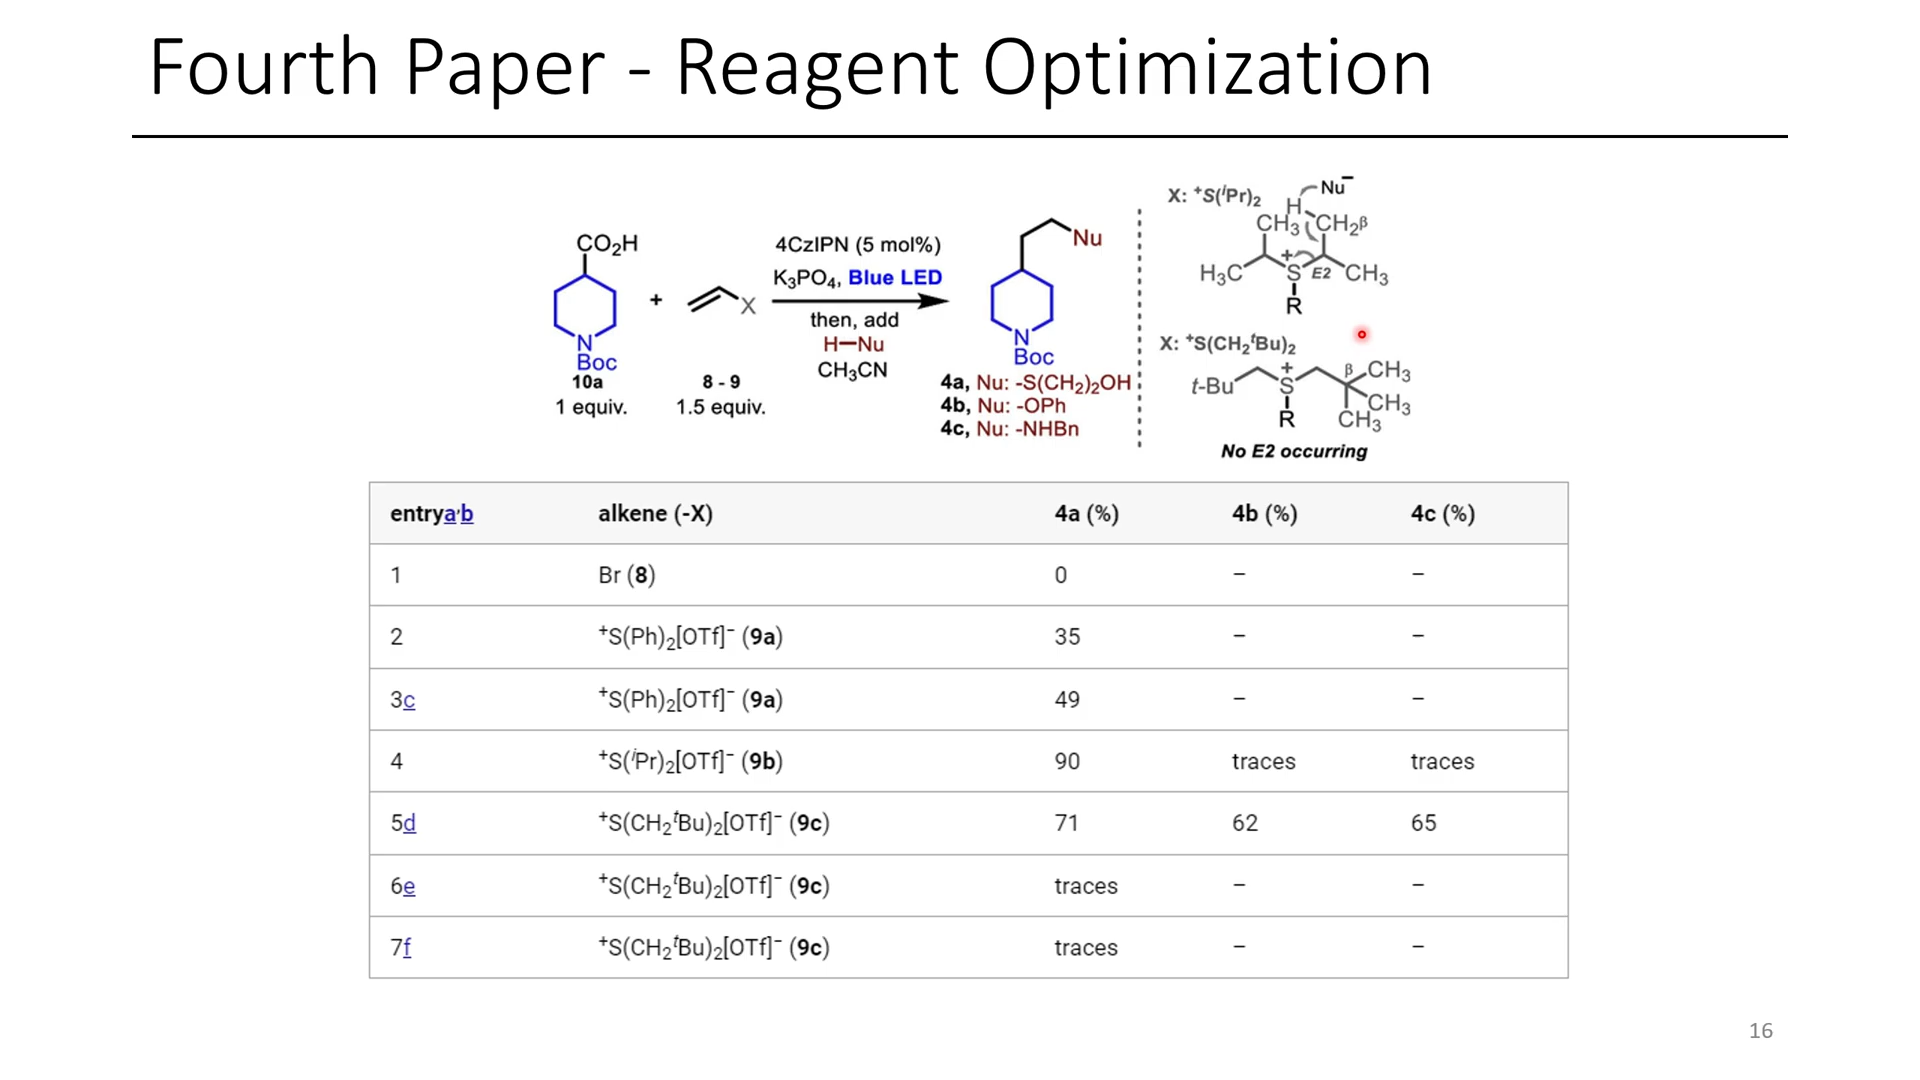 Fourth Paper - Reagent Optimization
CO₂H
N
Boc
10a
1 equiv.
+
X
8 - 9
1.5 equiv.
4CzIPN (5 mol%)
K₃PO₄, Blue LED
then, add
H–Nu
CH₃CN
Nu
N
Boc
4a, Nu: -S(CH₂)₂OH
4b, Nu: -OPh
4c, Nu: -NHBn
X: ⁺S(ⁱPr)₂
Nu⁻
H
CH₃ CH₂β
H₃C + S E2 CH₃
R
X: ⁺S(CH₂ᵗBu)₂
t-Bu + S β CH₃
CH₃
R CH₃
No E2 occurring
entrya,b alkene (-X) 4a (%) 4b (%) 4c (%)
1 Br (8) 0 – –
2 ⁺S(Ph)₂[OTf]⁻ (9a) 35 – –
3c ⁺S(Ph)₂[OTf]⁻ (9a) 49 – –
4 ⁺S(ⁱPr)₂[OTf]⁻ (9b) 90 traces traces
5d ⁺S(CH₂ᵗBu)₂[OTf]⁻ (9c) 71 62 65
6e ⁺S(CH₂ᵗBu)₂[OTf]⁻ (9c) traces – –
7f ⁺S(CH₂ᵗBu)₂[OTf]⁻ (9c) traces – –
16